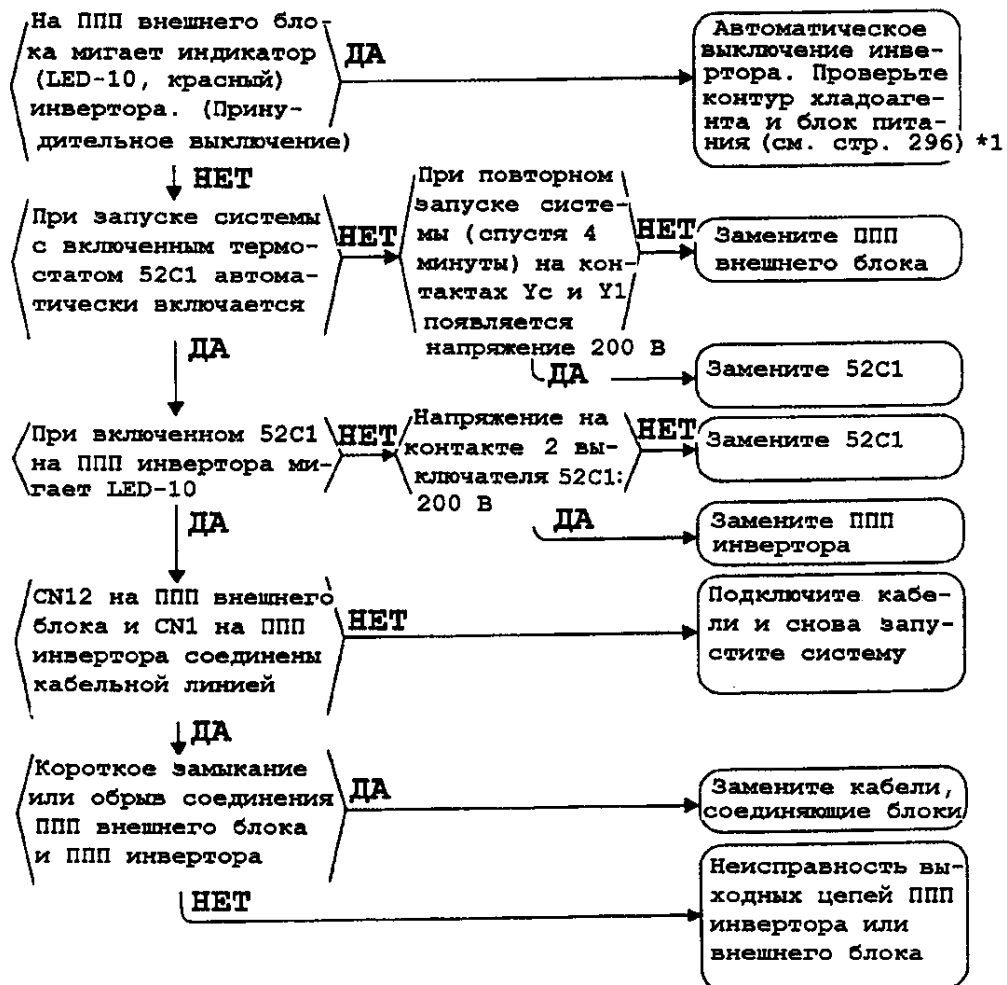 На ППП внешнего бло-
ка мигает индикатор
(LED-10, красный)
инвертора. (Прину-
дительное выключение)
ДА
Автоматическое
выключение инве-
ртора. Проверьте
контур хладоаге-
нта и блок пита-
ния (см. стр. 296) *1
НЕТ
При запуске системы
с включенным термо-
статом 52C1 автома-
тически включается
НЕТ
При повторном
запуске систе-
мы (спустя 4
минуты) на кон-
тактах Yc и Y1
появляется
напряжение 200 В
НЕТ
Замените ППП
внешнего блока
ДА
Замените 52C1
ДА
При включенном 52C1
на ППП инвертора ми-
гает LED-10
НЕТ
Напряжение на
контакте 2 вы-
ключателя 52C1:
200 В
НЕТ
Замените 52C1
ДА
Замените ППП
инвертора
ДА
CN12 на ППП внешнего
блока и CN1 на ППП
инвертора соединены
кабельной линией
НЕТ
Подключите кабе-
ли и снова запу-
стите систему
ДА
Короткое замыкание
или обрыв соединения
ППП внешнего блока
и ППП инвертора
ДА
Замените кабели,
соединяющие блоки
НЕТ
Неисправность вы-
ходных цепей ППП
инвертора или
внешнего блока